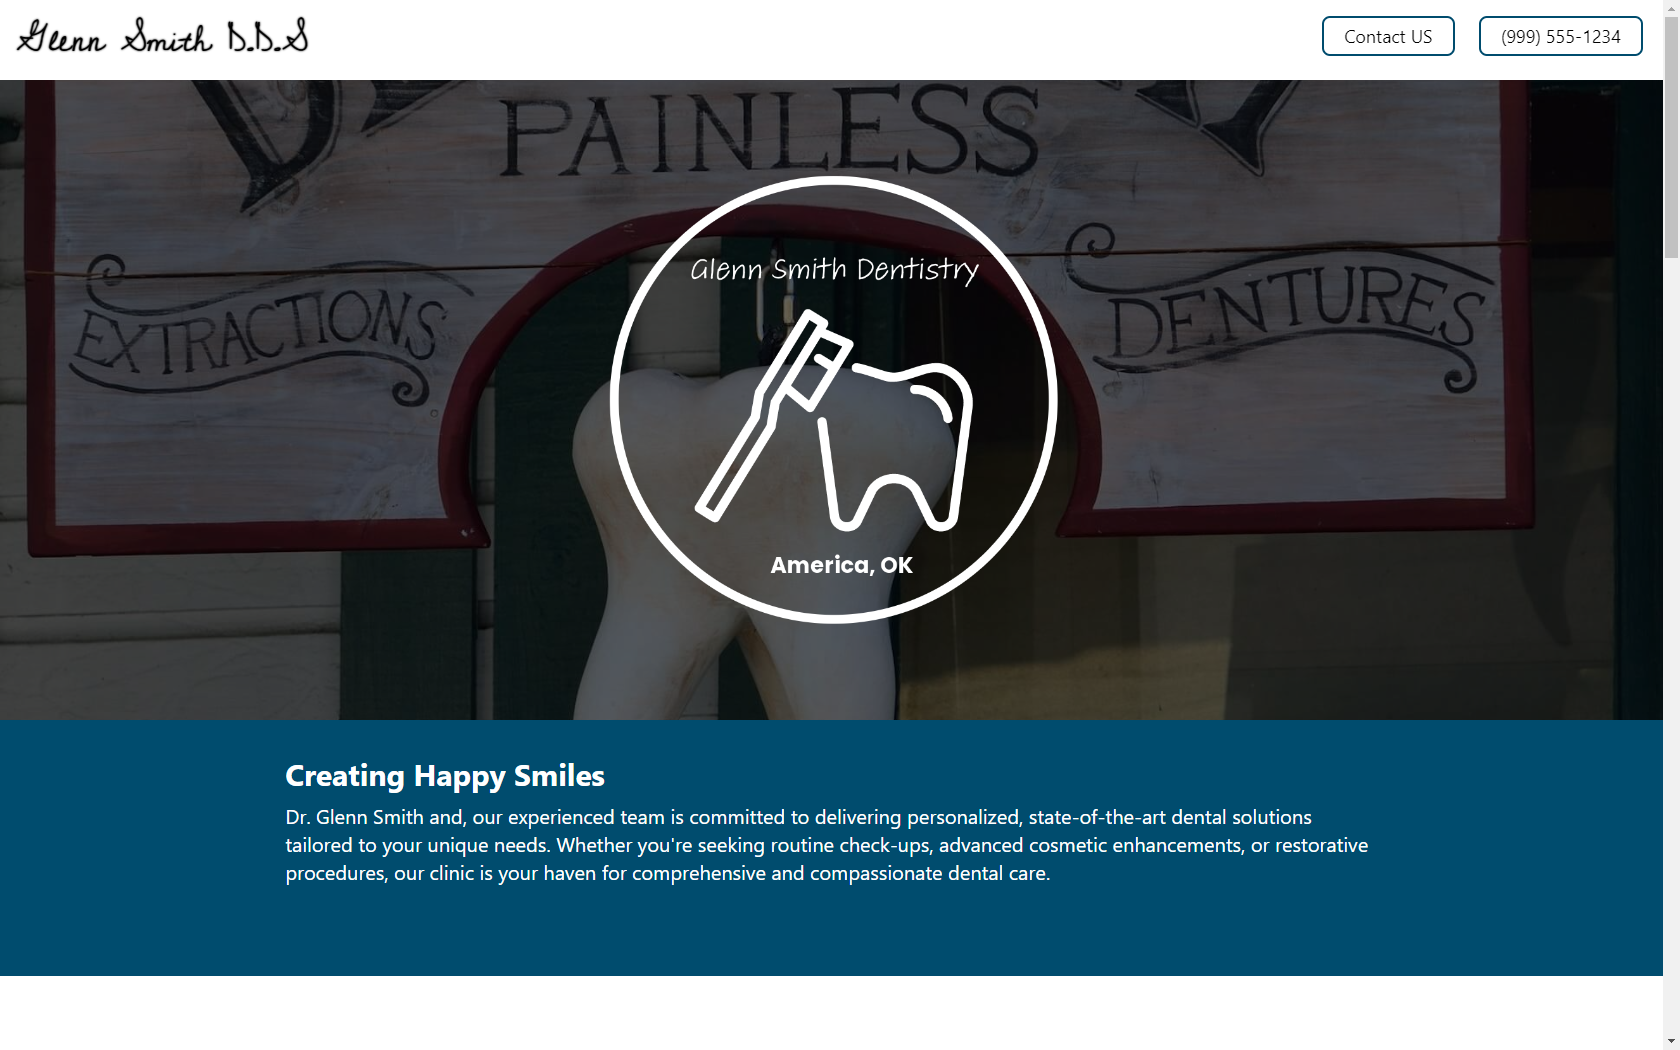 Glenn Smith D.D.S
Contact US
(999) 555-1234
PAINLESS
Glenn Smith Dentistry
EXTRACTIONS
DENTURES
America, OK
Creating Happy Smiles
Dr. Glenn Smith and, our experienced team is committed to delivering personalized, state-of-the-art dental solutions
tailored to your unique needs. Whether you're seeking routine check-ups, advanced cosmetic enhancements, or restorative
procedures, our clinic is your haven for comprehensive and compassionate dental care.